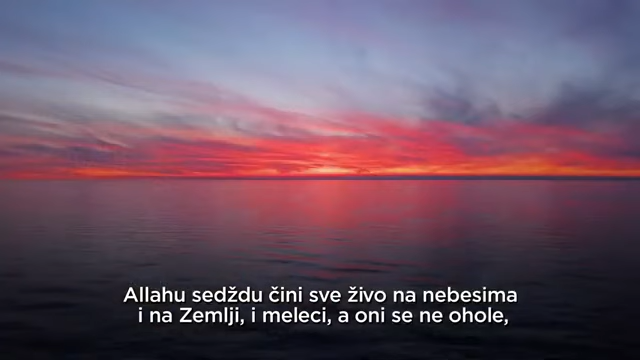 Allahu sedždu čini sve živo na nebesima
i na Zemlji, i meleci, a oni se ne ohole,